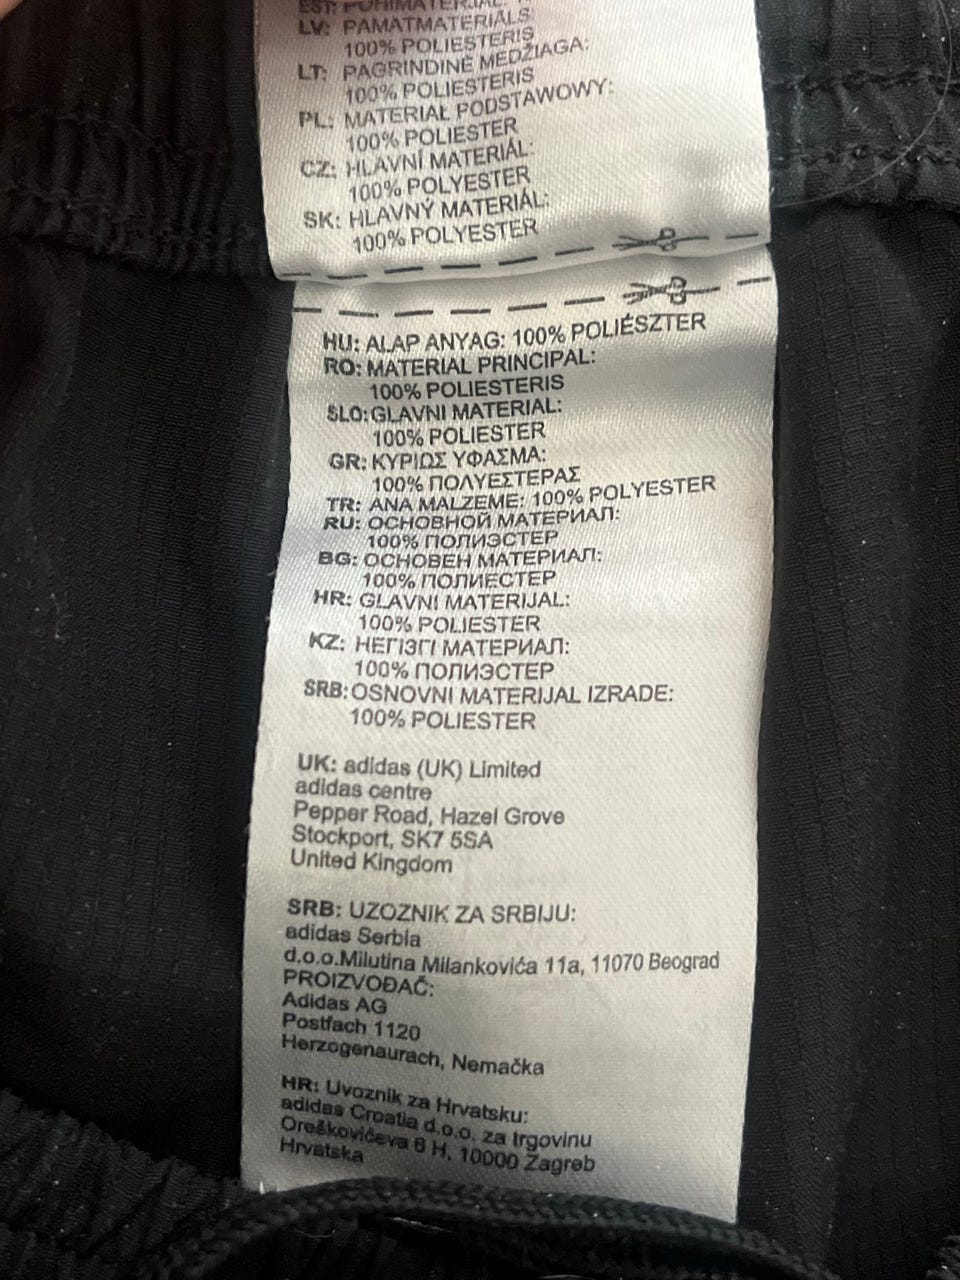 EST: PÕHIMATERJAL:
LV: PAMATMATERIĀLS:
100% POLIESTERIS
LT: PAGRINDINĖ MEDŽIAGA:
100% POLIESTERIS
PL: MATERIAŁ PODSTAWOWY:
100% POLIESTER
CZ: HLAVNÍ MATERIÁL:
100% POLYESTER
SK: HLAVNÝ MATERIÁL:
100% POLYESTER
HU: ALAP ANYAG: 100% POLIÉSZTER
RO: MATERIAL PRINCIPAL:
100% POLIESTERIS
SLO: GLAVNI MATERIAL:
100% POLIESTER
GR: ΚΥΡΙΩΣ ΥΦΑΣΜΑ:
100% ΠΟΛΥΕΣΤΕΡΑΣ
TR: ANA MALZEME: 100% POLYESTER
RU: ОСНОВНОЙ МАТЕРИАЛ:
100% ПОЛИЭСТЕР
BG: ОСНОВЕН МАТЕРИАЛ:
100% ПОЛИЕСТЕР
HR: GLAVNI MATERIJAL:
100% POLIESTER
KZ: НЕГІЗГІ МАТЕРИАЛ:
100% ПОЛИЭСТЕР
SRB: OSNOVNI MATERIJAL IZRADE:
100% POLIESTER
UK: adidas (UK) Limited
adidas centre
Pepper Road, Hazel Grove
Stockport, SK7 5SA
United Kingdom
SRB: UZOZNIK ZA SRBIJU:
adidas Serbia
d.o.o.Milutina Milankovića 11a, 11070 Beograd
PROIZVOĐAČ:
Adidas AG
Postfach 1120
Herzogenaurach, Nemačka
HR: Uvoznik za Hrvatsku:
adidas Croatia d.o.o. za trgovinu
Oreškovićeva 6 H, 10000 Zagreb
Hrvatska